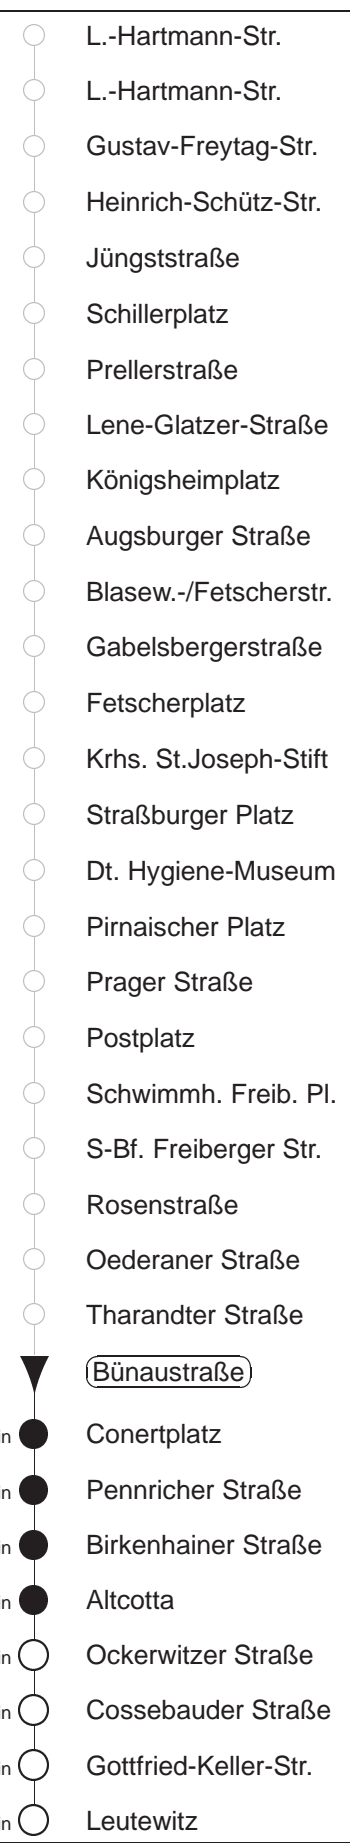 L.-Hartmann-Str.
L.-Hartmann-Str.
Gustav-Freytag-Str.
Heinrich-Schütz-Str.
Jüngststraße
Schillerplatz
Prellerstraße
Lene-Glatzer-Straße
Königsheimplatz
Augsburger Straße
Blasew.-/Fetscherstr.
Gabelsbergerstraße
Fetscherplatz
Krhs. St.Joseph-Stift
Straßburger Platz
Dt. Hygiene-Museum
Pirnaischer Platz
Prager Straße
Postplatz
Schwimmh. Freib. Pl.
S-Bf. Freiberger Str.
Rosenstraße
Oederaner Straße
Tharandter Straße
Bünaustraße
Conertplatz
Pennricher Straße
Birkenhainer Straße
Altcotta
Ockerwitzer Straße
Cossebauder Straße
Gottfried-Keller-Str.
Leutewitz